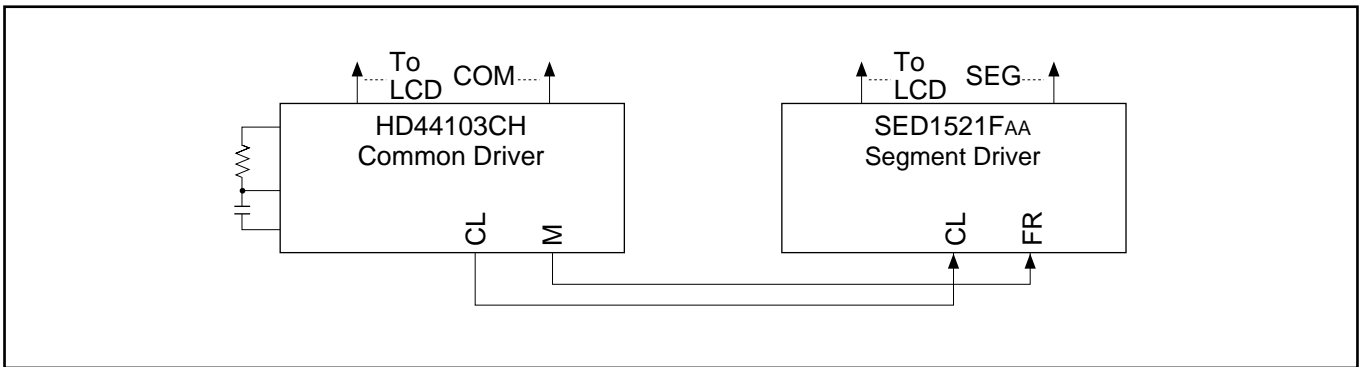 To
LCD
COM
HD44103CH
Common Driver
CL
M
To
LCD
SEG
SED1521FAA
Segment Driver
CL
FR